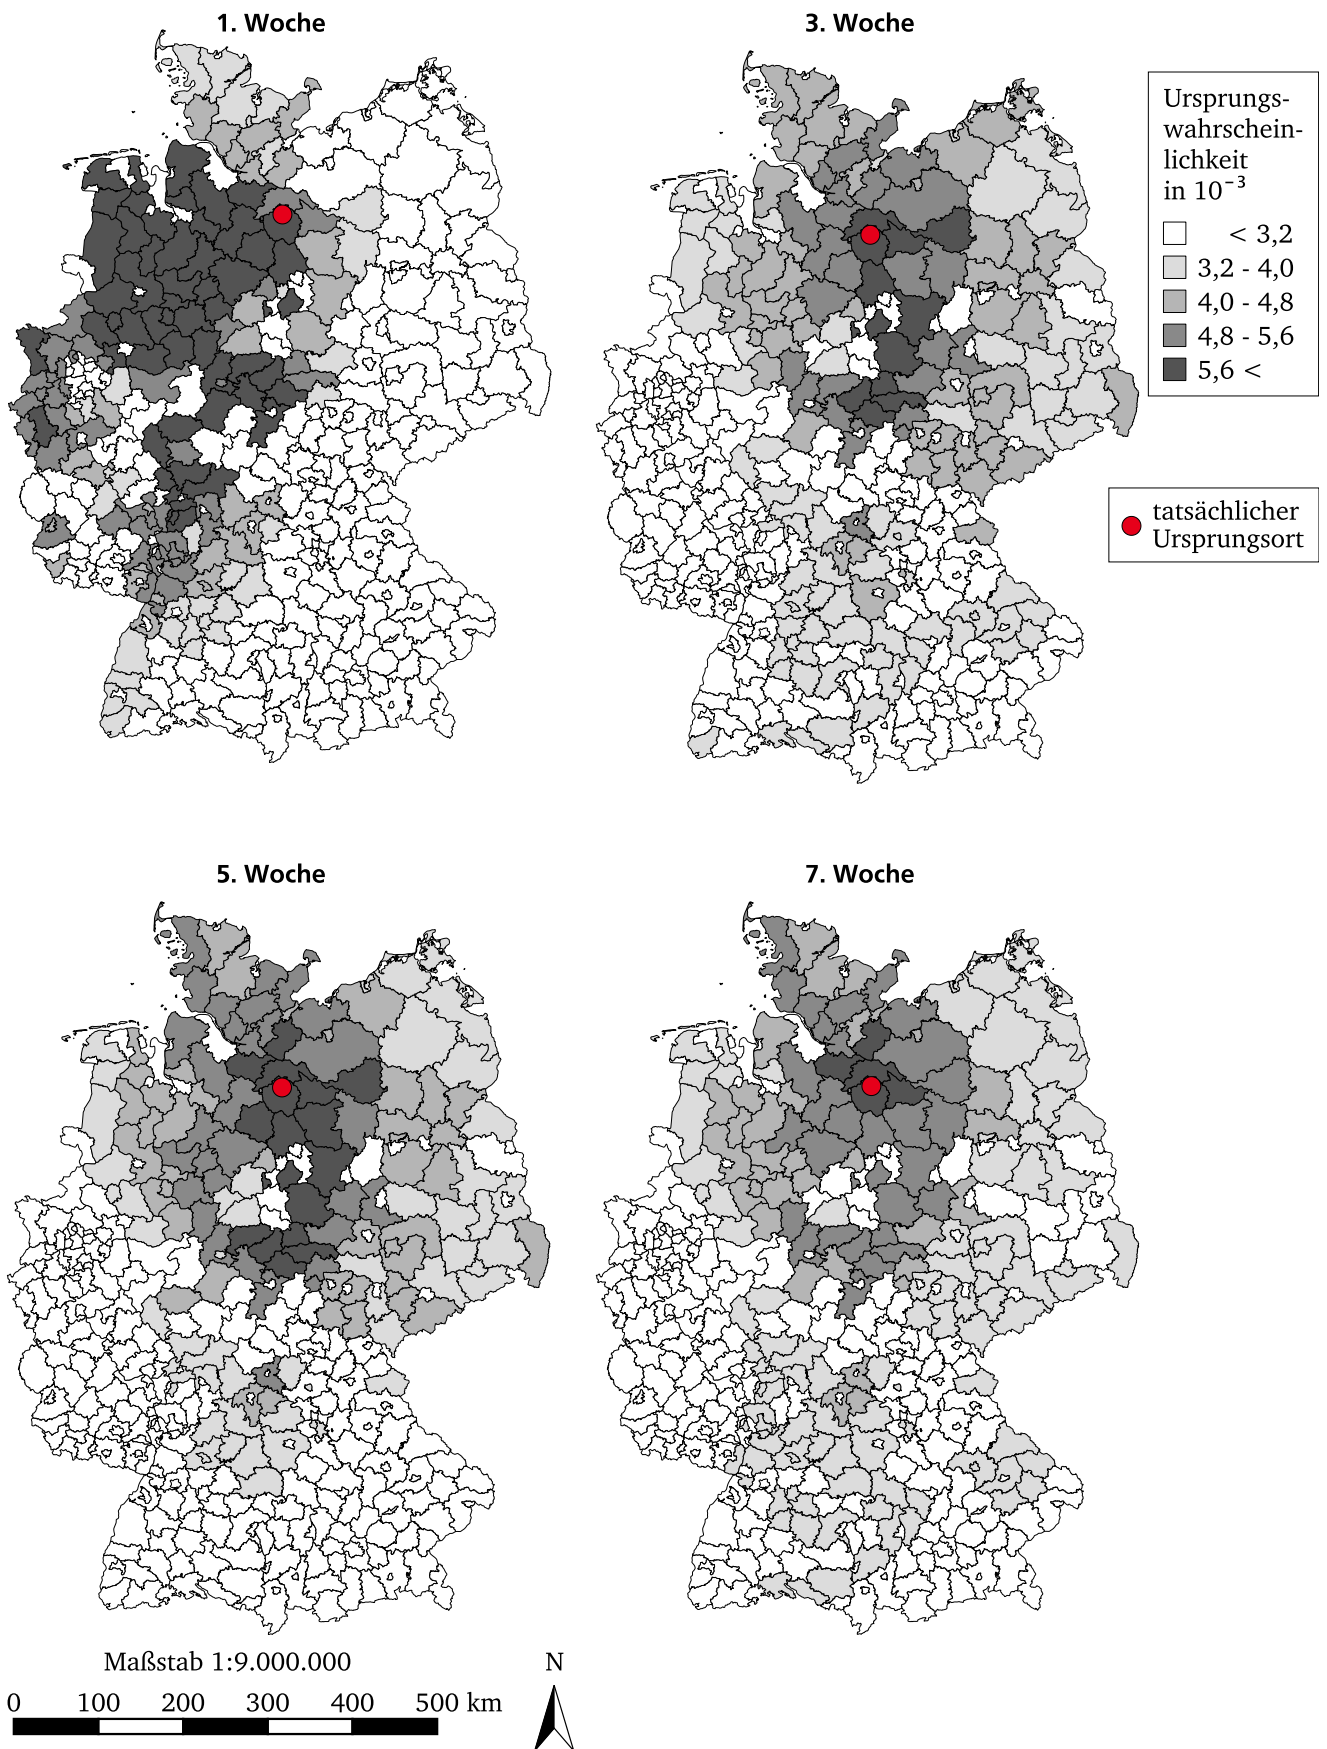 1. Woche
3. Woche
Ursprungs-
wahrschein-
lichkeit
in 10⁻³
< 3,2
3,2 - 4,0
4,0 - 4,8
4,8 - 5,6
5,6 <
tatsächlicher
Ursprungsort
5. Woche
7. Woche
Maßstab 1:9.000.000
N
0 100 200 300 400 500 km